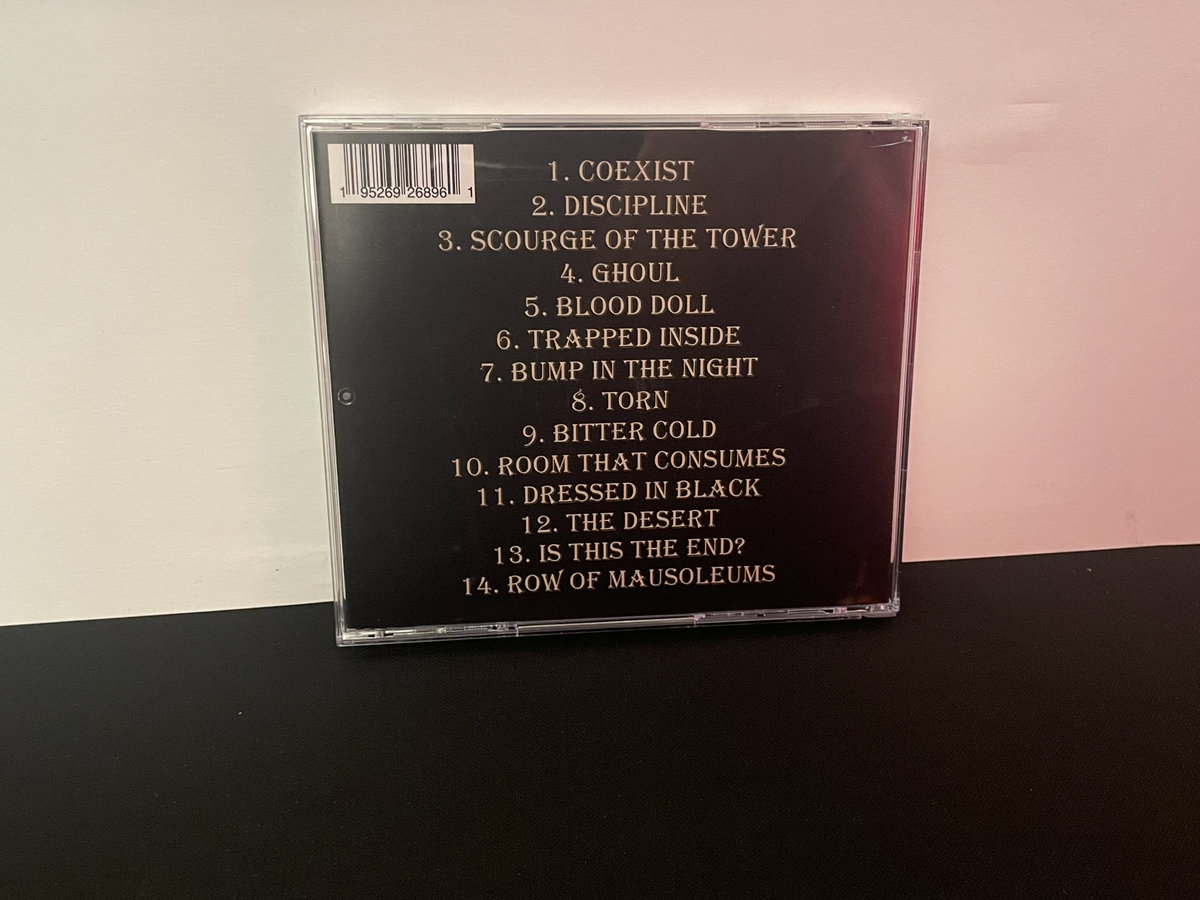 1 95269 26896 1
1. COEXIST
2. DISCIPLINE
3. SCOURGE OF THE TOWER
4. GHOUL
5. BLOOD DOLL
6. TRAPPED INSIDE
7. BUMP IN THE NIGHT
8. TORN
9. BITTER COLD
10. ROOM THAT CONSUMES
11. DRESSED IN BLACK
12. THE DESERT
13. IS THIS THE END?
14. ROW OF MAUSOLEUMS